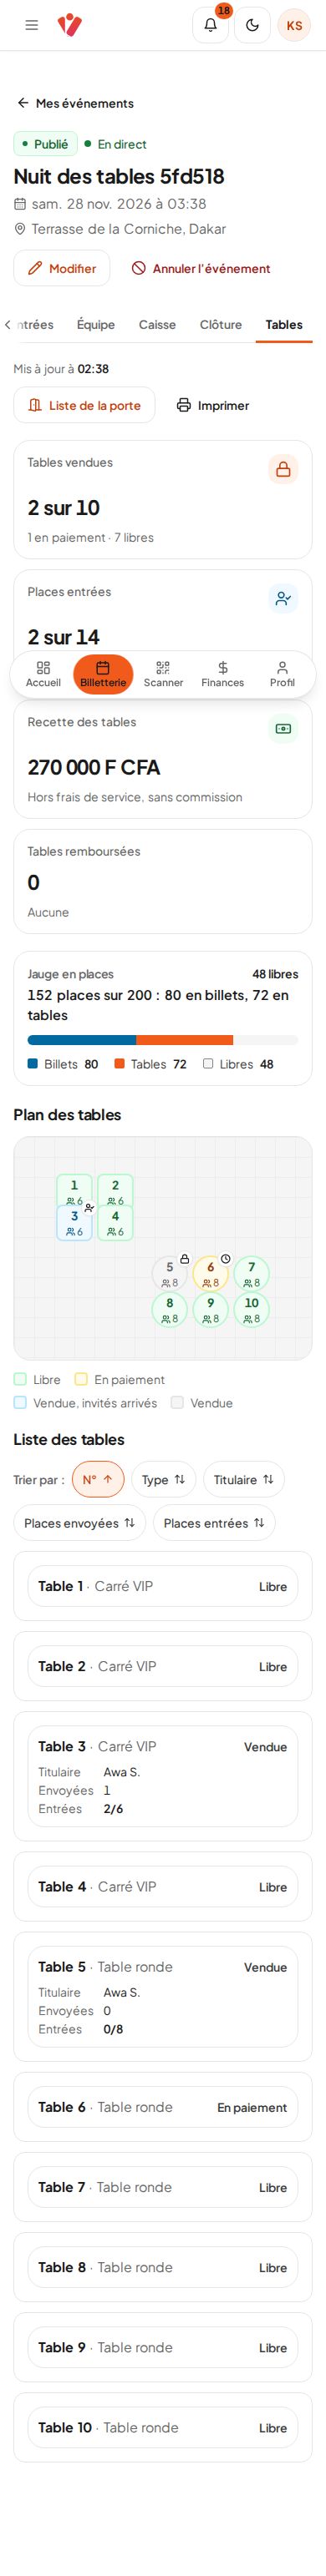 18
KS
Mes événements
Publié
En direct
Nuit des tables 5fd518
sam. 28 nov. 2026 à 03:38
Terrasse de la Corniche, Dakar
Modifier
Annuler l'événement
ntrées
Équipe
Caisse
Clôture
Tables
Mis à jour à 02:38
Liste de la porte
Imprimer
Tables vendues
2 sur 10
1 en paiement · 7 libres
Places entrées
2 sur 14
Accueil
Billetterie
Scanner
Finances
Profil
Recette des tables
270 000 F CFA
Hors frais de service, sans commission
Tables remboursées
0
Aucune
Jauge en places
48 libres
152 places sur 200 : 80 en billets, 72 en
tables
Billets 80
Tables 72
Libres 48
Plan des tables
1
6
2
6
3
6
4
6
5
8
6
8
7
8
8
8
9
8
10
8
Libre
En paiement
Vendue, invités arrivés
Vendue
Liste des tables
Trier par :
N°
Type
Titulaire
Places envoyées
Places entrées
Table 1 · Carré VIP
Libre
Table 2 · Carré VIP
Libre
Table 3 · Carré VIP
Vendue
Titulaire Awa S.
Envoyées 1
Entrées 2/6
Table 4 · Carré VIP
Libre
Table 5 · Table ronde
Vendue
Titulaire Awa S.
Envoyées 0
Entrées 0/8
Table 6 · Table ronde
En paiement
Table 7 · Table ronde
Libre
Table 8 · Table ronde
Libre
Table 9 · Table ronde
Libre
Table 10 · Table ronde
Libre